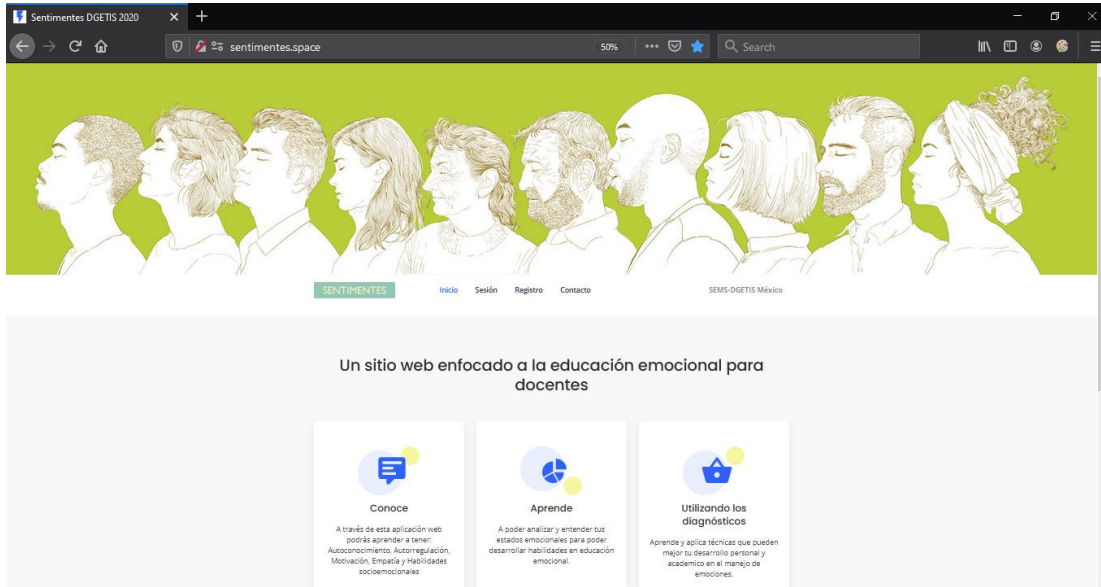 Sentimentes DGETIS 2020
sentimentes.space
50%
Search
SENTIMENTES
Inicio
Sesión
Registro
Contacto
SEMS-DGETIS México
Un sitio web enfocado a la educación emocional para
docentes
Conoce
A través de esta aplicación web
podrás aprender a tener:
Autoconocimiento, Autorregulación,
Motivación, Empatía y Habilidades
socioemocionales
Aprende
A poder analizar y entender tus
estados emocionales para poder
desarrollar habilidades en educación
emocional.
Utilizando los
diagnósticos
Aprende y aplica técnicas que pueden
mejor tu desarrollo personal y
academico en el manejo de
emociones.